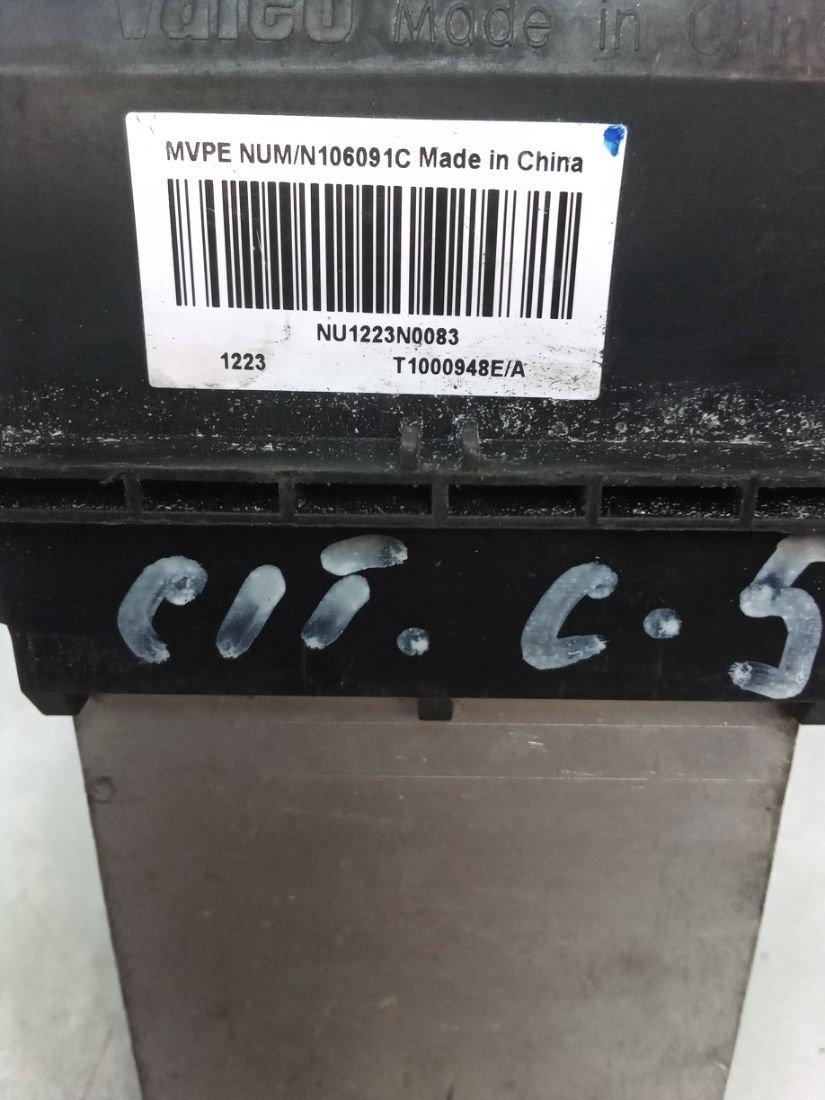 Valeo Made in China
MVPE NUM/N106091C Made in China
NU1223N0083
1223 T1000948E/A
CIT. C.5